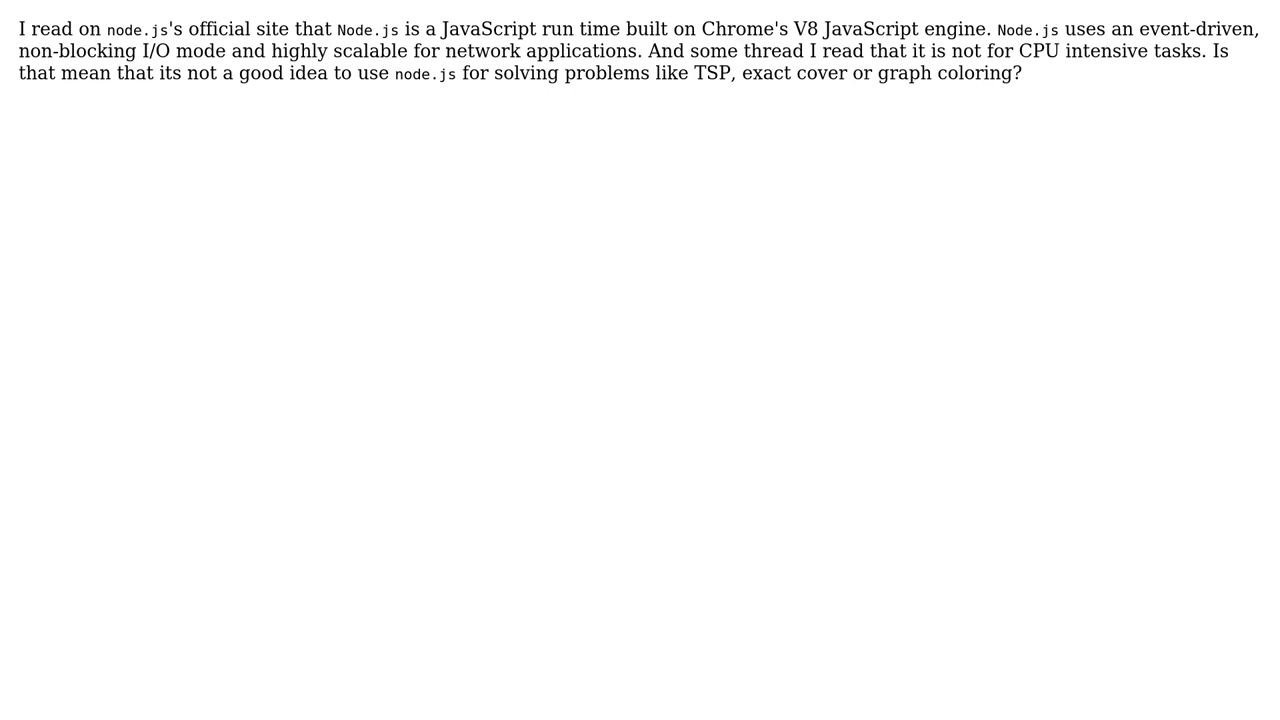 I read on node.js's official site that Node.js is a JavaScript run time built on Chrome's V8 JavaScript engine. Node.js uses an event-driven,
non-blocking I/O mode and highly scalable for network applications. And some thread I read that it is not for CPU intensive tasks. Is
that mean that its not a good idea to use node.js for solving problems like TSP, exact cover or graph coloring?